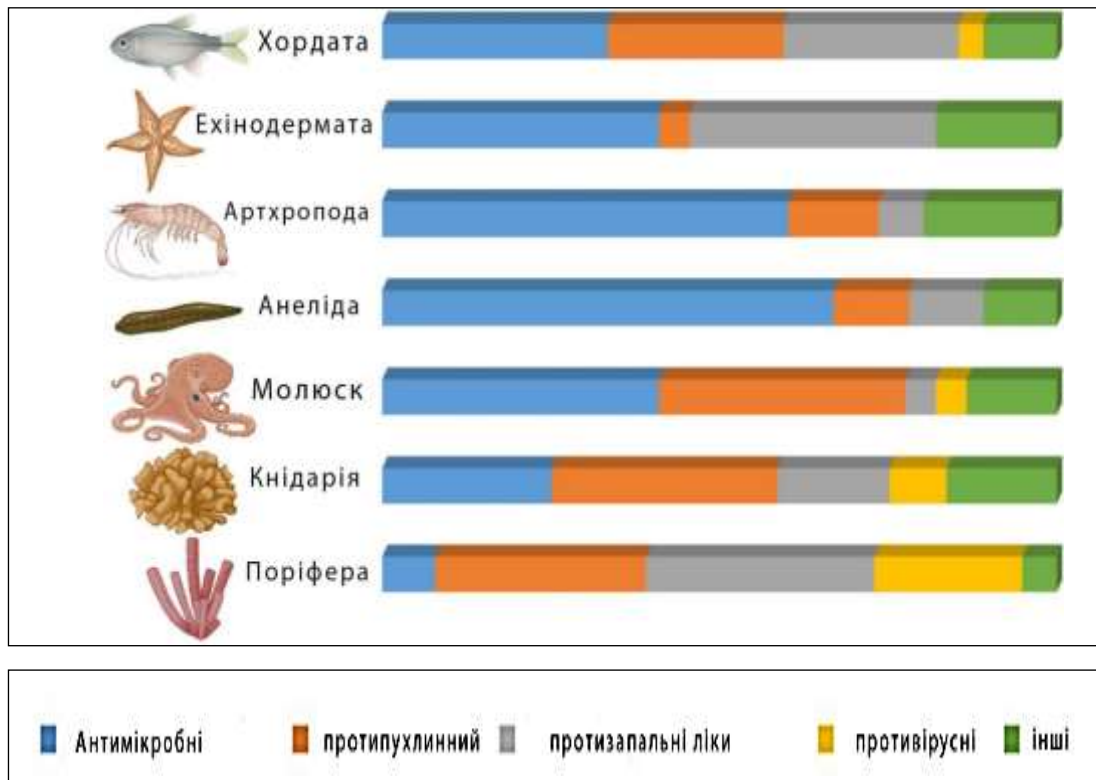 Хордата
Ехінодермата
Артхропода
Анеліда
Молюск
Кнідарія
Поріфера
Антимікробні протипухлинний протизапальні ліки противірусні інші